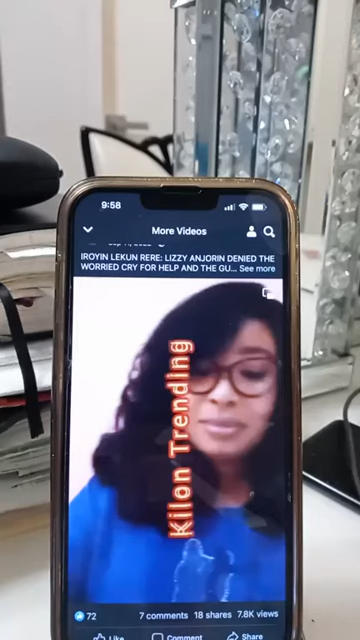 9:58
More Videos
IROYIN LEKUN RERE: LIZZY ANJORIN DENIED THE
WORRIED CRY FOR HELP AND THE GU... See more
Kilon Trending
72
7 comments 18 shares 7.8K views
Like Comment Share